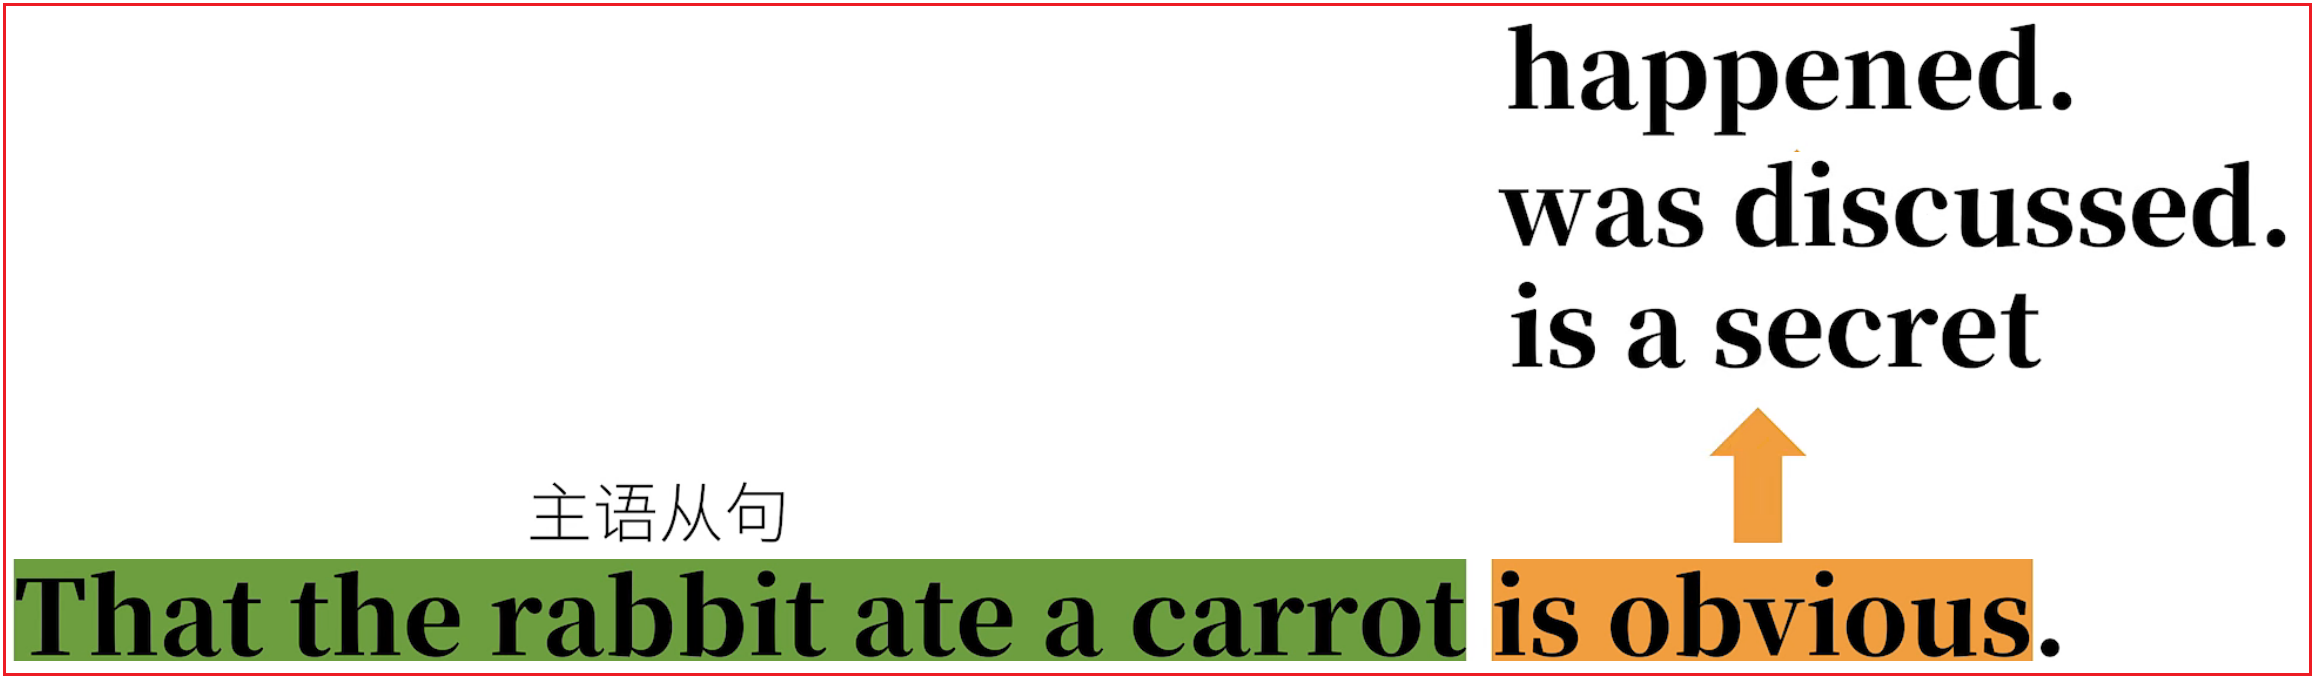 happened.
was discussed.
is a secret
主语从句
That the rabbit ate a carrot is obvious.